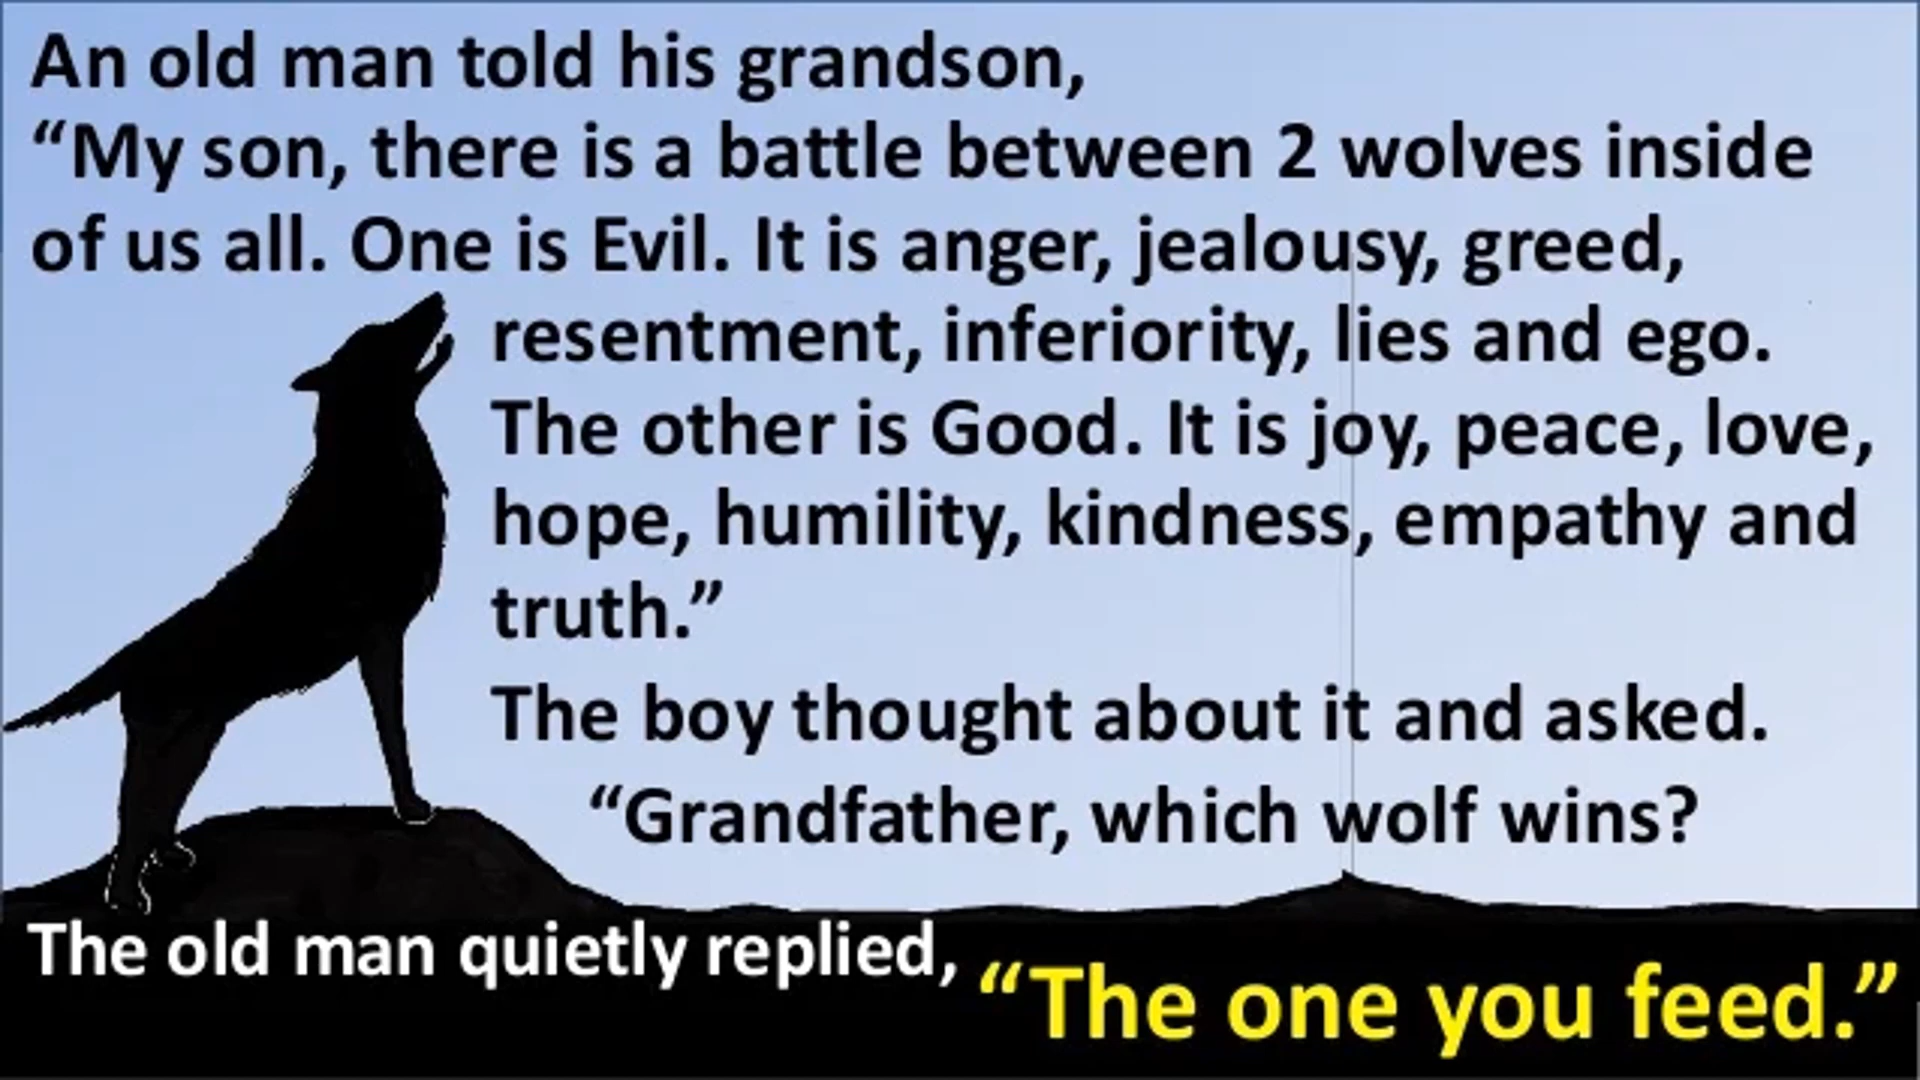 An old man told his grandson,
“My son, there is a battle between 2 wolves inside
of us all. One is Evil. It is anger, jealousy, greed,
resentment, inferiority, lies and ego.
The other is Good. It is joy, peace, love,
hope, humility, kindness, empathy and
truth.”
The boy thought about it and asked.
“Grandfather, which wolf wins?
The old man quietly replied,
“The one you feed.”